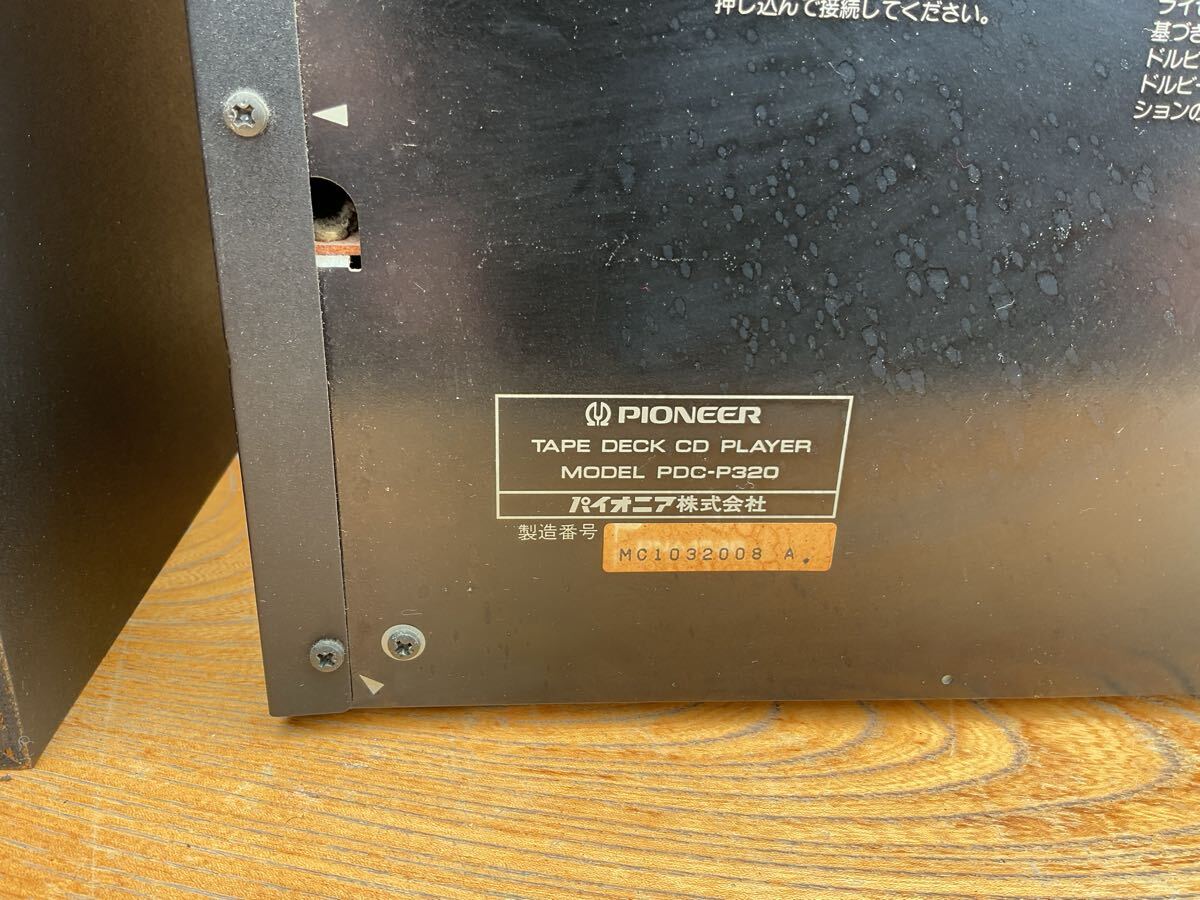 押し込んで接続してください。
ライセ
基づき
ドルビ
ドルビー
ションの
PIONEER
TAPE DECK CD PLAYER
MODEL PDC-P320
パイオニア株式会社
製造番号
MC1032008 A